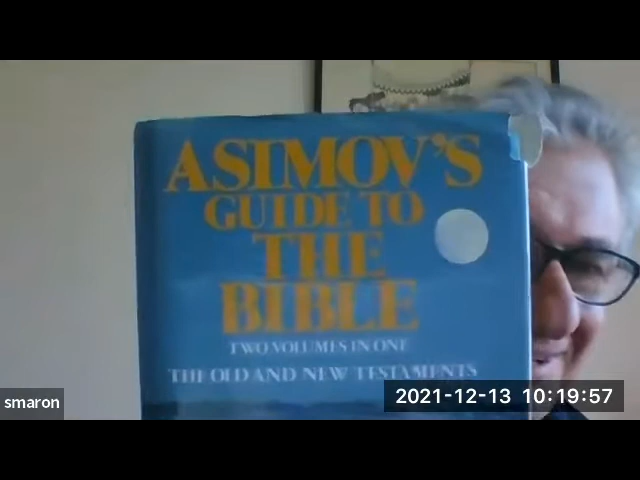 ASIMOV'S
GUIDE TO
THE
BIBLE
TWO VOLUMES IN ONE
THE OLD AND NEW TESTAMENTS
smaron
2021-12-13 10:19:57